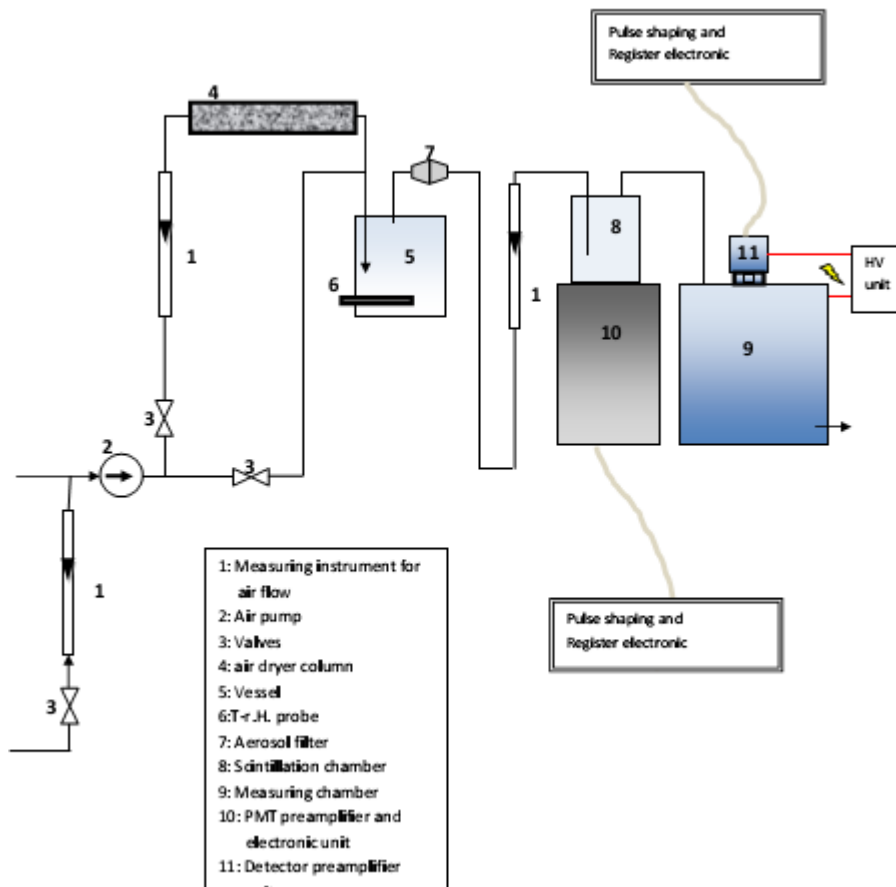 Pulse shaping and
Register electronic
4
7
1
8
5
11
HV
unit
6
1
10
9
3
2
3
1
3
1: Measuring instrument for
air flow
2: Air pump
3: Valves
4: air dryer column
5: Vessel
6:T-r.H. probe
7: Aerosol filter
8: Scintillation chamber
9: Measuring chamber
10: PMT preamplifier and
electronic unit
11: Detector preamplifier
Pulse shaping and
Register electronic